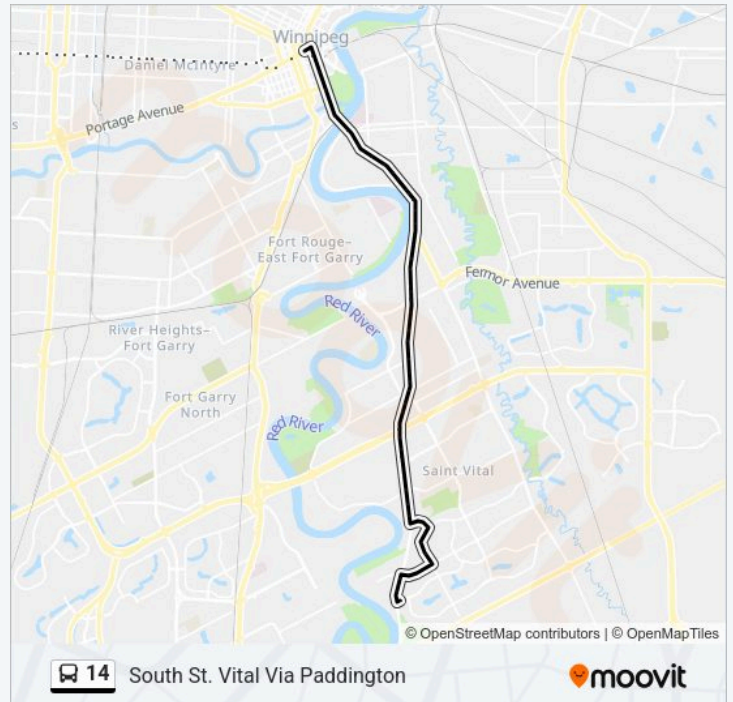 Winnipeg
Daniel McIntyre
Portage Avenue
s
Fort Rouge–
East Fort Garry
Fermor Avenue
Red River
River Heights–
Fort Garry
Fort Garry
North
Red River
Saint Vital
© OpenStreetMap contributors | © OpenMapTiles
14 South St. Vital Via Paddington
moovit